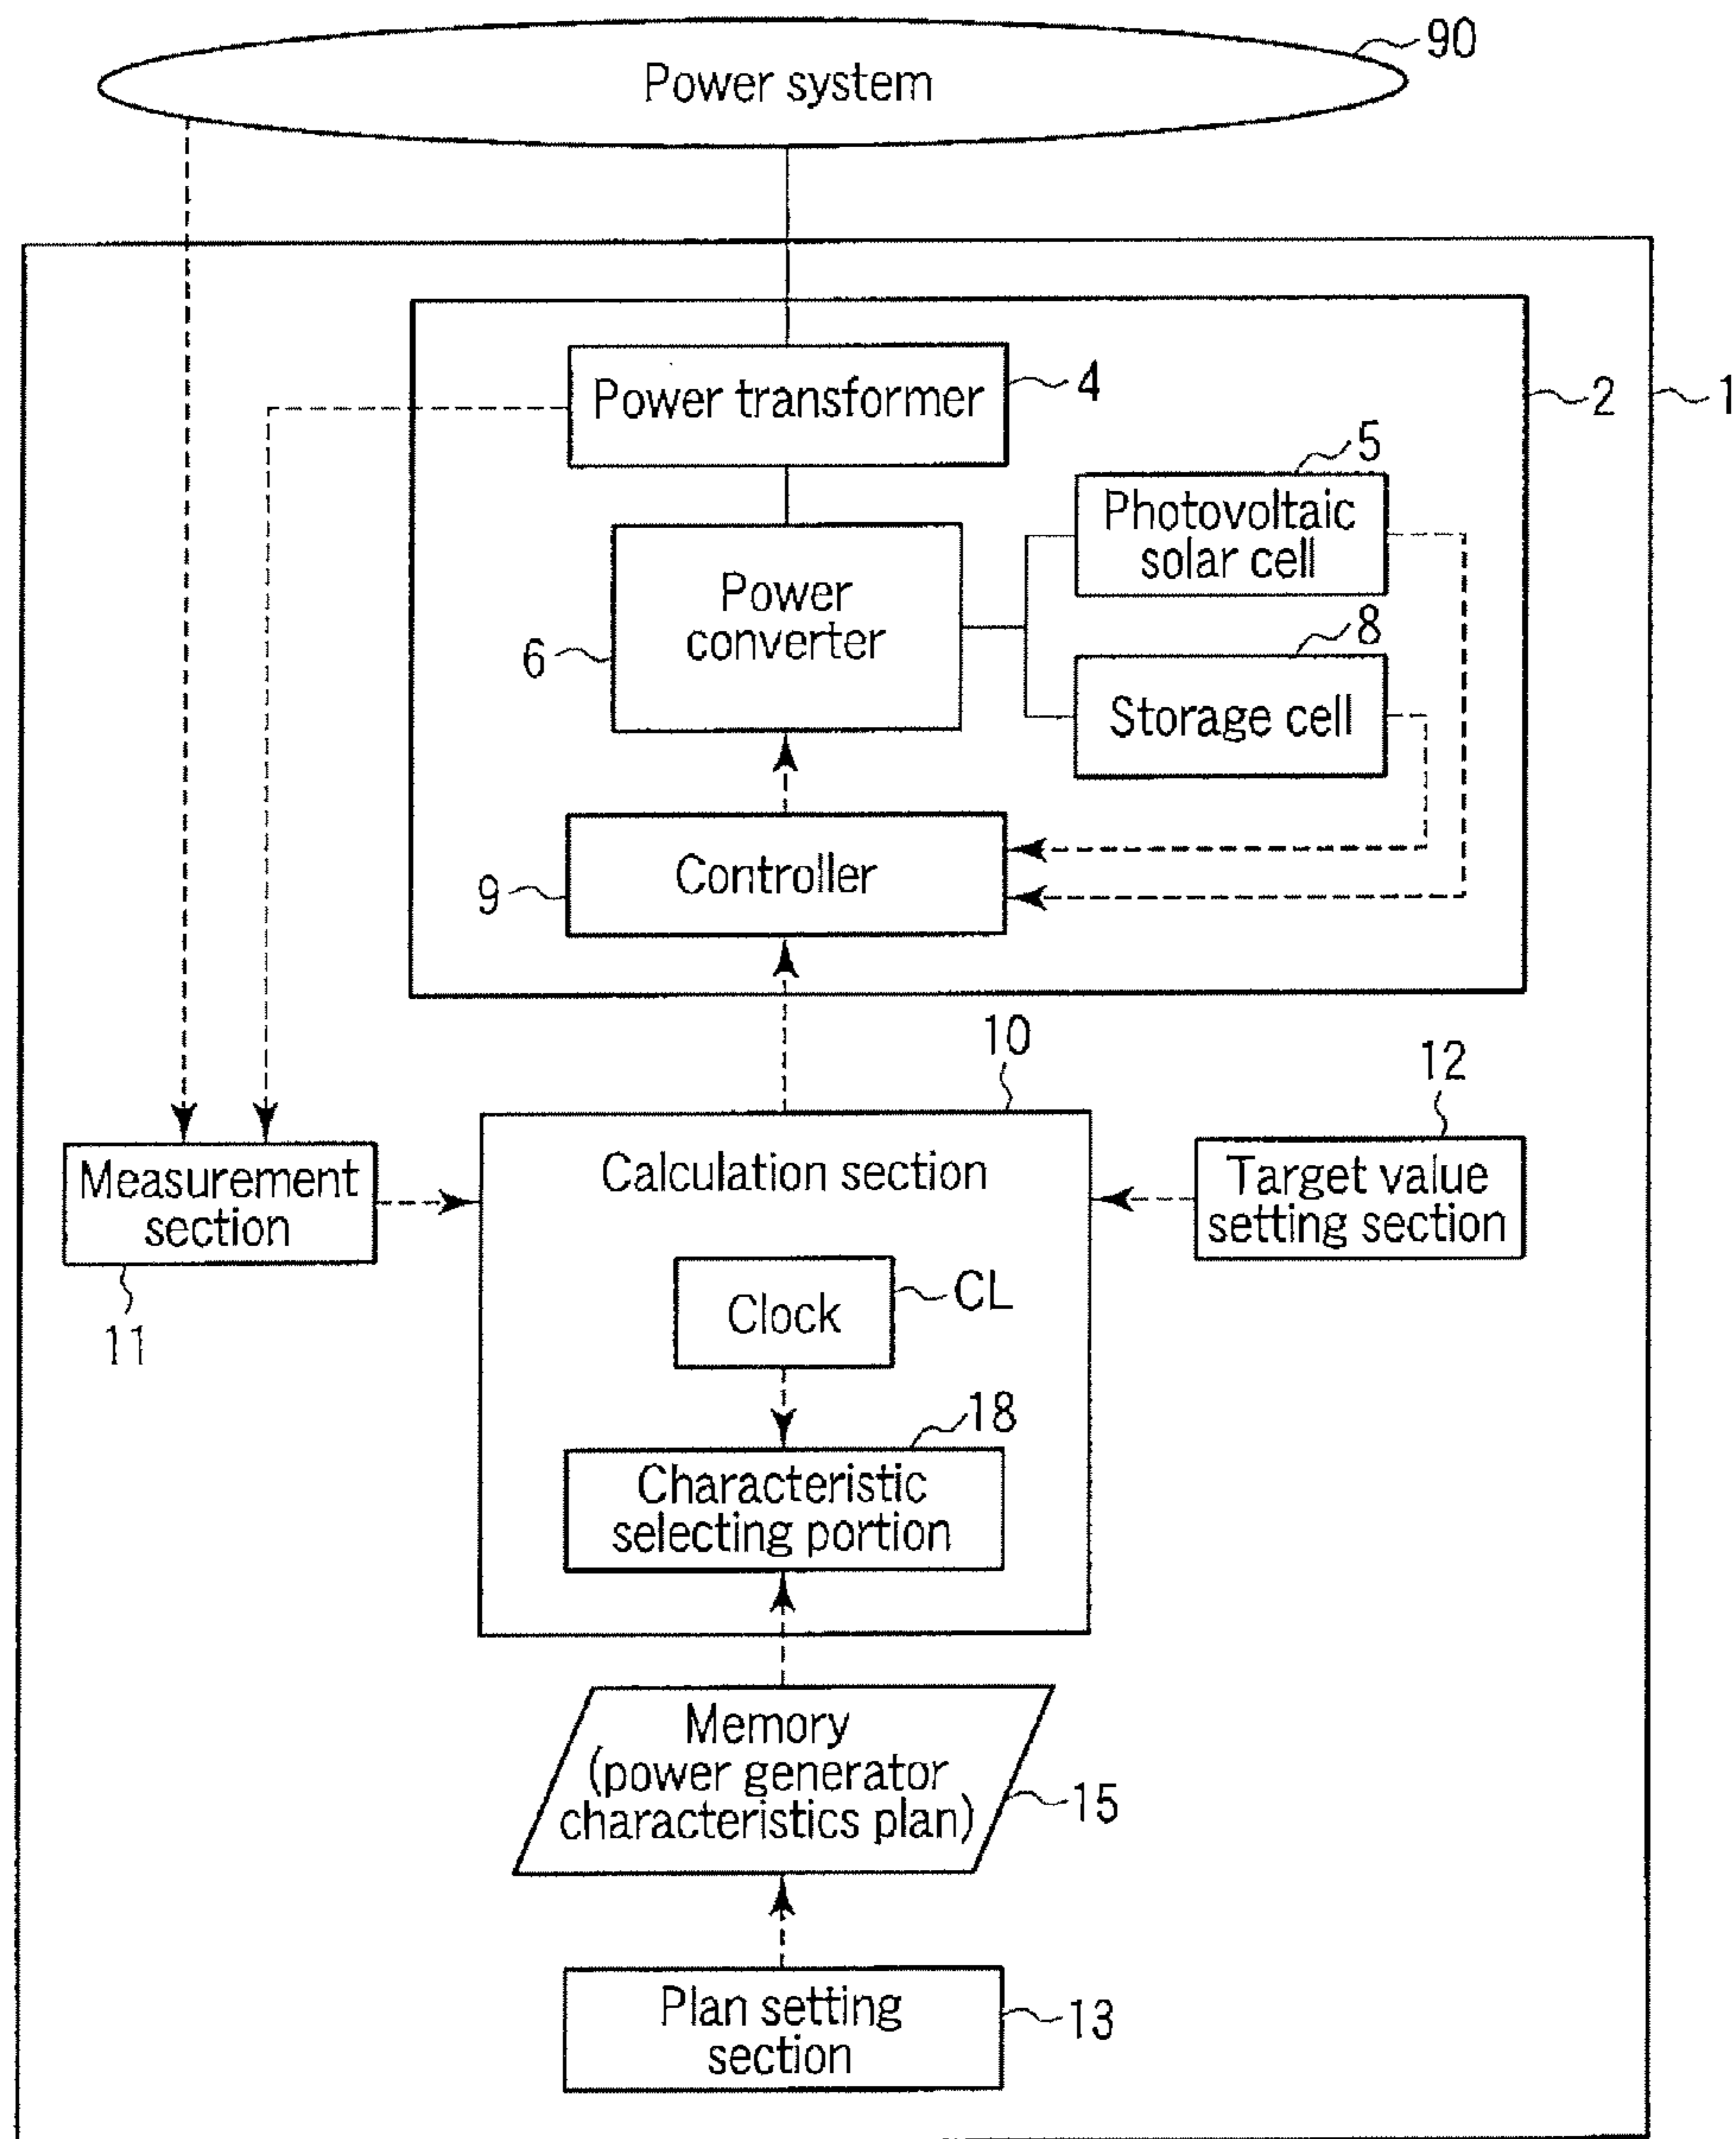 90
Power system
1
2
Power transformer
4
5
Photovoltaic
solar cell
Power
converter
6
8
Storage cell
Controller
9
10
12
Measurement
section
11
Calculation section
Target value
setting section
Clock
CL
18
Characteristic
selecting portion
Memory
(power generator
characteristics plan)
15
Plan setting
section
13